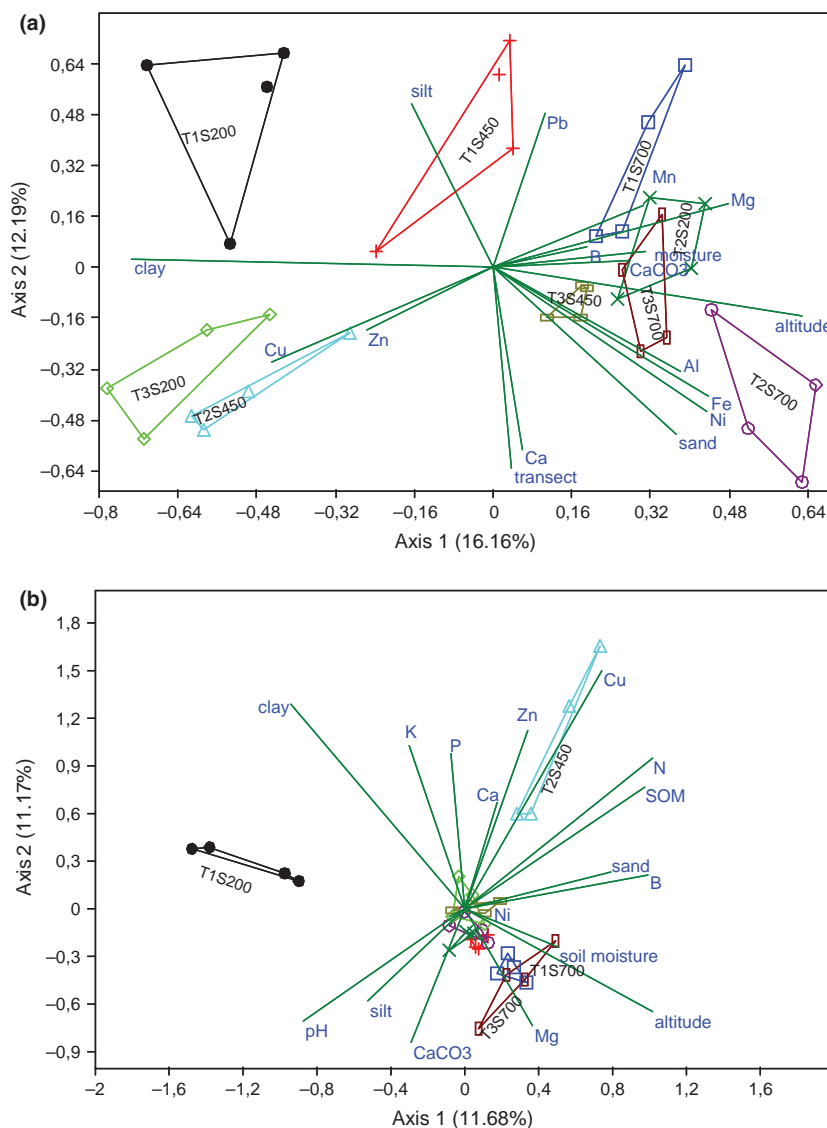 (a)
0,64
0,48
0,32
0,16
0
–0,16
–0,32
–0,48
–0,64
Axis 2 (12.19%)
T1S200
T1S450
silt
Pb
T1S700
Mn
Mg
T2S200
B
moisture
clay
CaCO3
T3S450
T3S700
altitude
Cu
Zn
T3S200
T2S450
Al
Fe
Ni
T2S700
sand
Ca
transect
–0,8
–0,64
–0,48
–0,32
–0,16
0
0,16
0,32
0,48
0,64
Axis 1 (16.16%)
(b)
1,8
1,5
1,2
0,9
0,6
0,3
0
–0,3
–0,6
–0,9
Axis 2 (11.17%)
Cu
clay
Zn
K
P
T2S450
N
Ca
SOM
T1S200
sand
B
Ni
soil moisture
T1S700
T3S700
silt
altitude
pH
Mg
CaCO3
–2
–1,6
–1,2
–0,8
–0,4
0
0,4
0,8
1,2
1,6
Axis 1 (11.68%)